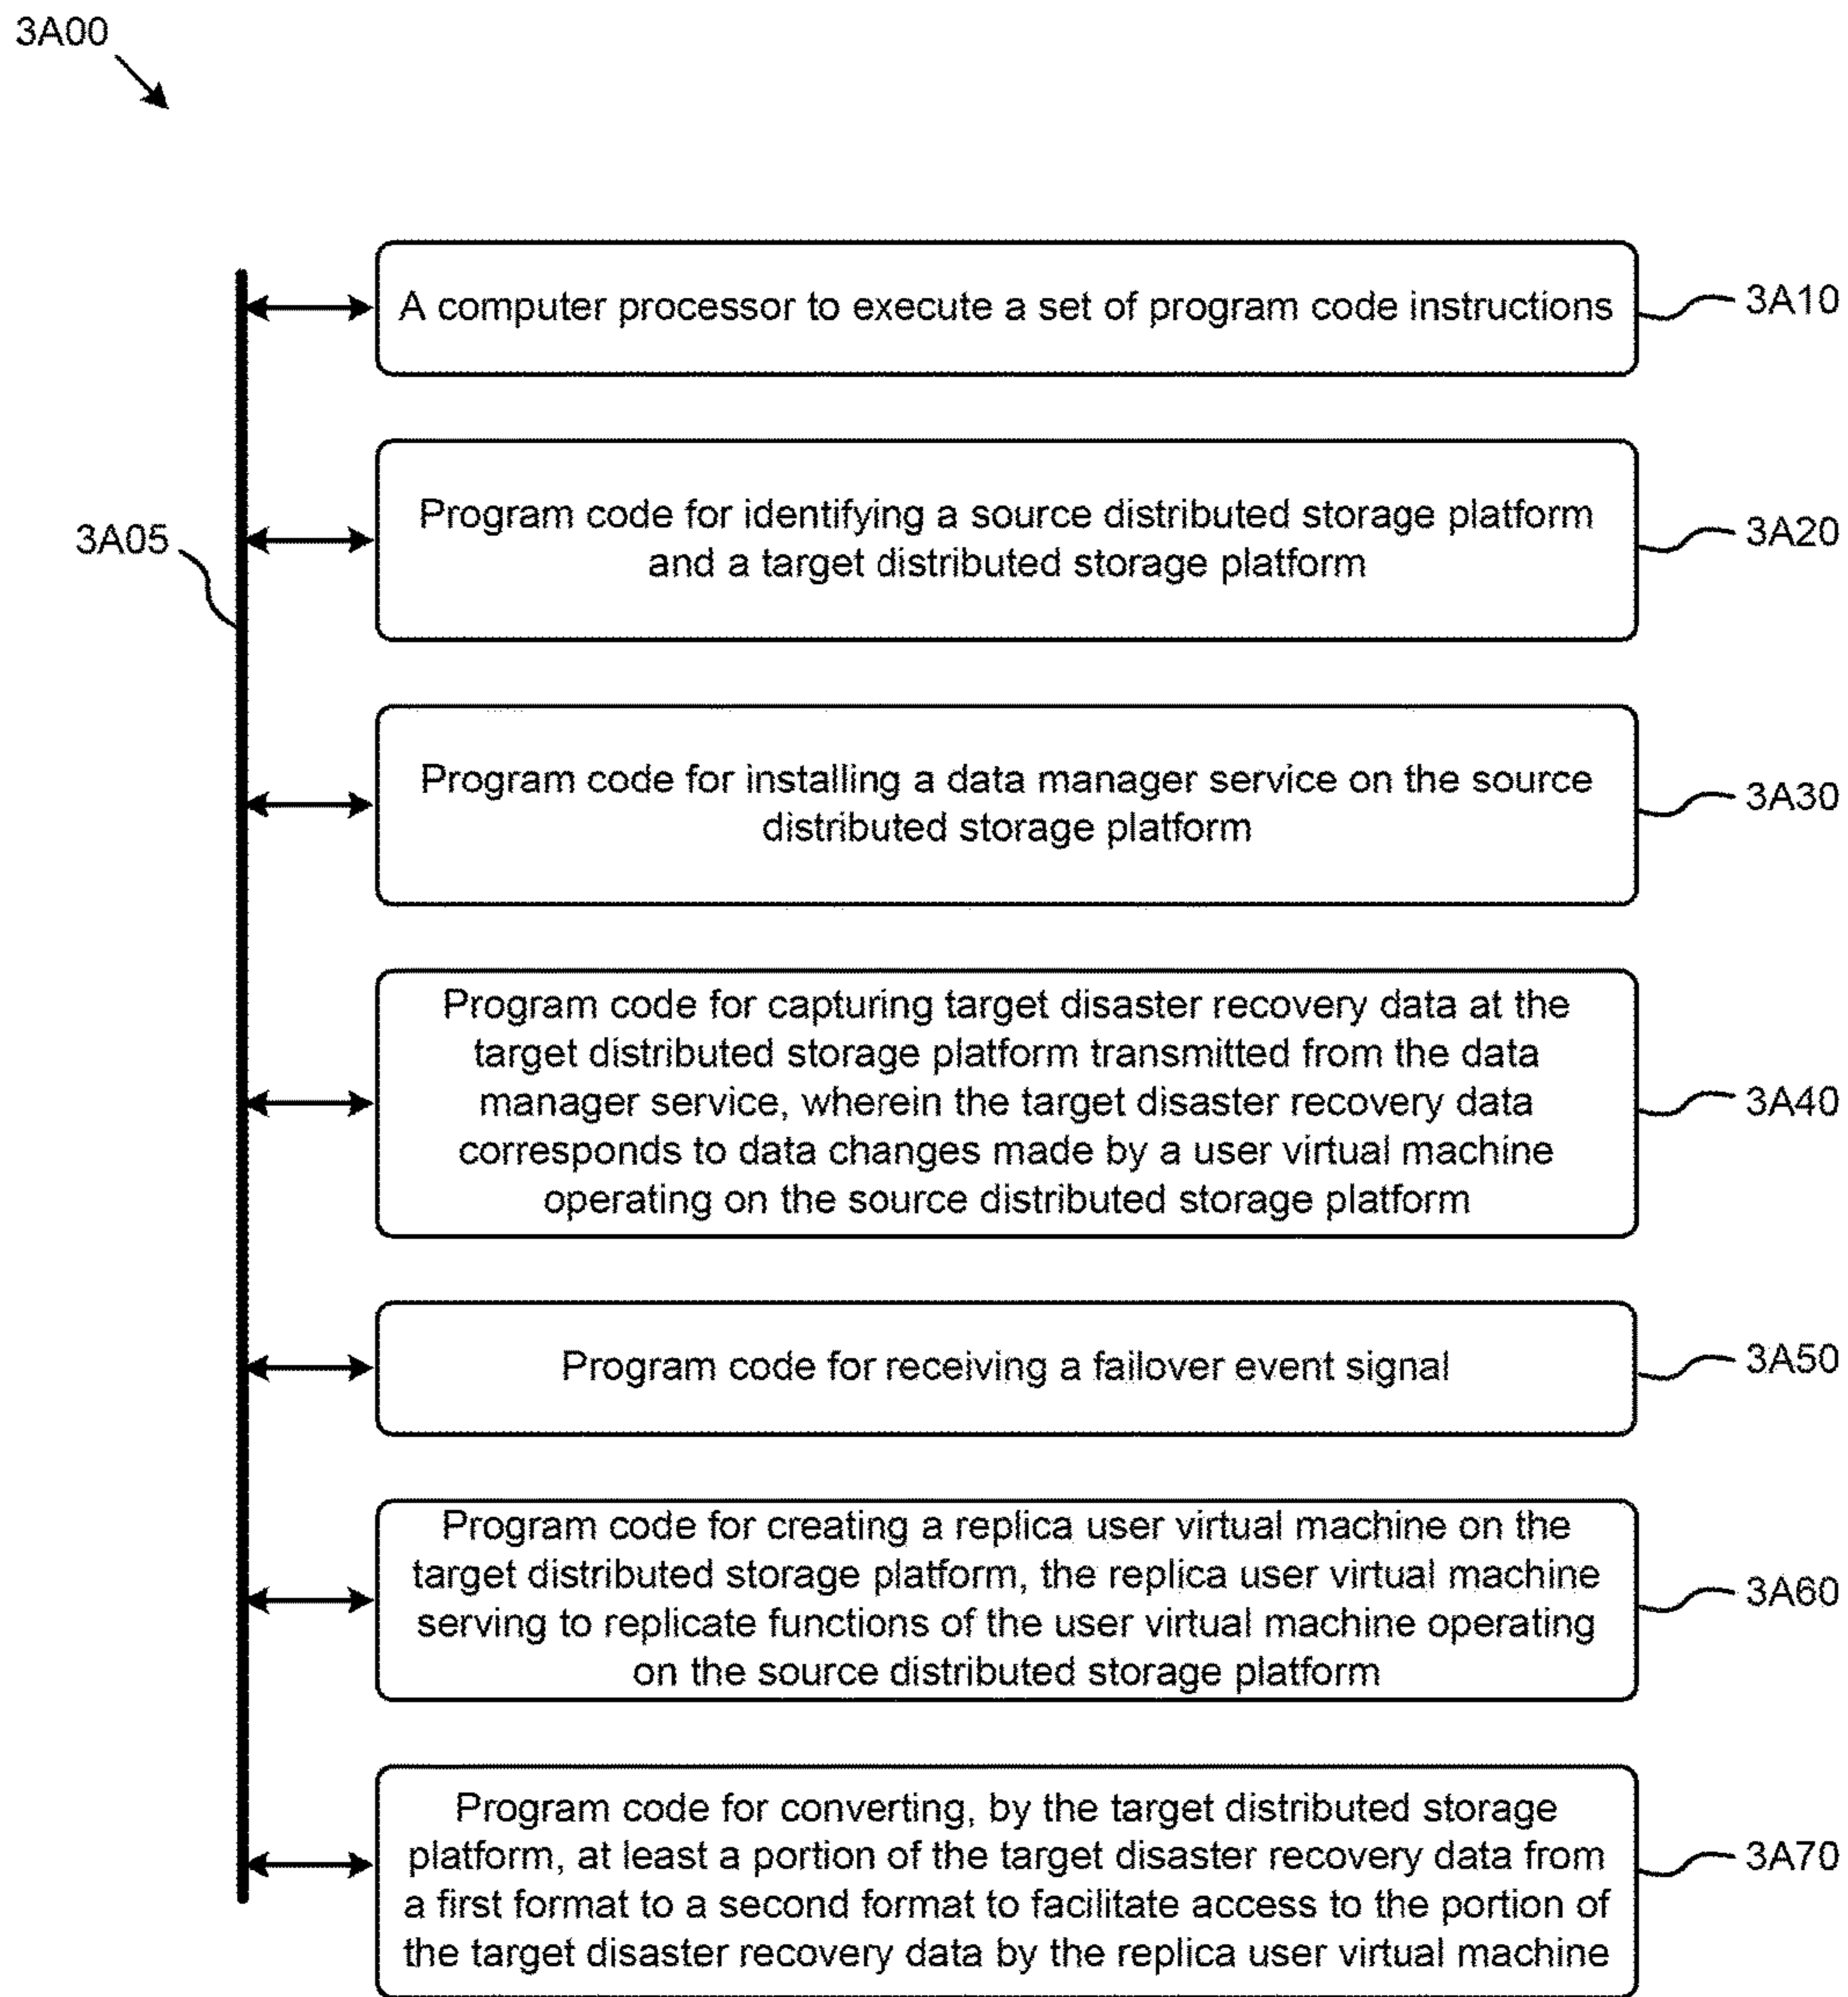 3A00
A computer processor to execute a set of program code instructions
3A10
Program code for identifying a source distributed storage platform
and a target distributed storage platform
3A20
3A05
Program code for installing a data manager service on the source
distributed storage platform
3A30
Program code for capturing target disaster recovery data at the
target distributed storage platform transmitted from the data
manager service, wherein the target disaster recovery data
corresponds to data changes made by a user virtual machine
operating on the source distributed storage platform
3A40
Program code for receiving a failover event signal
3A50
Program code for creating a replica user virtual machine on the
target distributed storage platform, the replica user virtual machine
serving to replicate functions of the user virtual machine operating
on the source distributed storage platform
3A60
Program code for converting, by the target distributed storage
platform, at least a portion of the target disaster recovery data from
a first format to a second format to facilitate access to the portion of
the target disaster recovery data by the replica user virtual machine
3A70